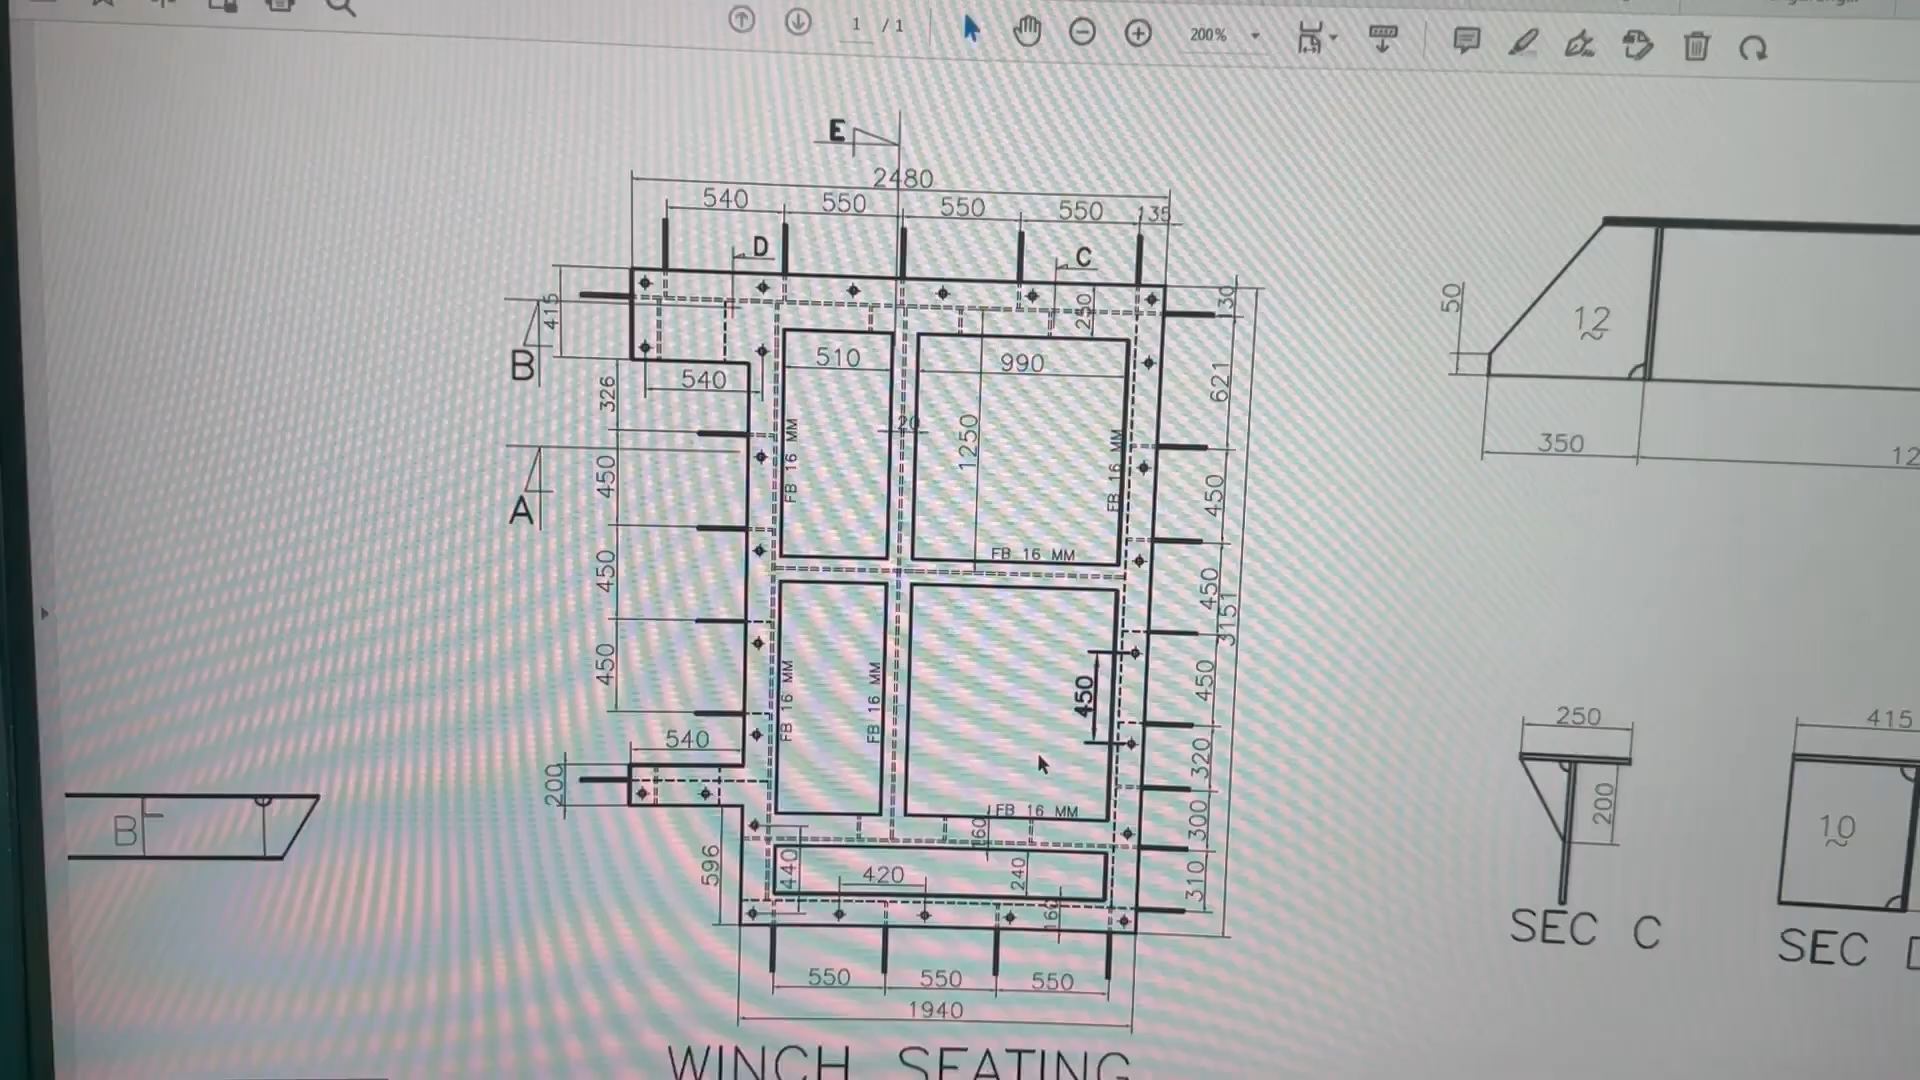 1 / 1
200%
E
2480
540 550 550 550 135
D
C
415
250
130
50
12
B
510
990
540
326
621
20
1250
350
12
450
A
FB 16 MM
FB 16 MM
450
FB 16 MM
450
450
3151
450
FB 16 MM
FB 16 MM
450
450
540
320
200
250
415
B
200
10
FB 16 MM
160
300
596
440
420
240
310
160
SEC C
SEC
550 550 550
1940
WINCH SEATING